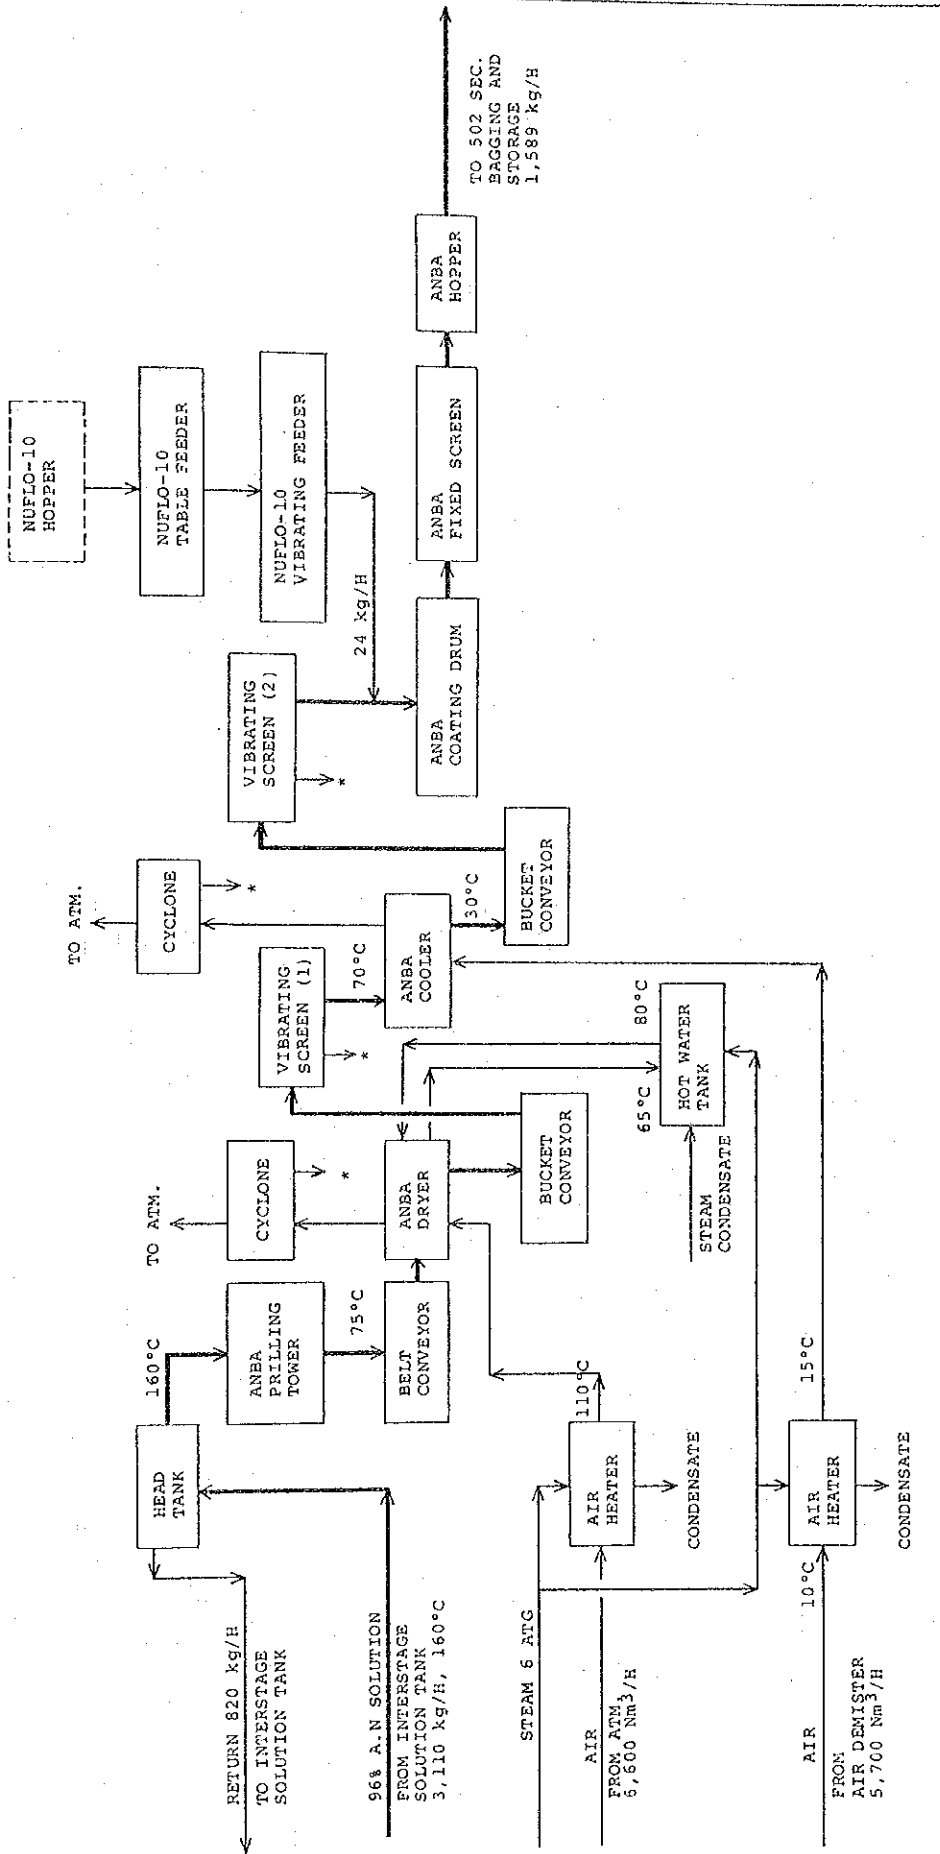 NUFLO-10
HOPPER
NUFLO-10
TABLE FEEDER
NUFLO-10
VIBRATING FEEDER
24 kg/H
TO 502 SEC.
BAGGING AND
STORAGE
1,589 kg/H
ANBA
HOPPER
ANBA
FIXED SCREEN
ANBA
COATING DRUM
VIBRATING
SCREEN (2)
*
TO ATM.
CYCLONE
*
VIBRATING
SCREEN (1)
*
70°C
ANBA
COOLER
30°C
BUCKET
CONVEYOR
TO ATM.
CYCLONE
*
ANBA
DRYER
BUCKET
CONVEYOR
80°C
65°C
HOT WATER
TANK
STEAM
CONDENSATE
160°C
HEAD
TANK
ANBA
PRILLING
TOWER
75°C
BELT
CONVEYOR
110°C
AIR
HEATER
CONDENSATE
15°C
AIR
HEATER
10°C
CONDENSATE
RETURN 820 kg/H
TO INTERSTAGE
SOLUTION TANK
96% A.N SOLUTION
FROM INTERSTAGE
SOLUTION TANK
3,110 kg/H, 160°C
STEAM 6 ATG
AIR
FROM ATM
6,600 Nm³/H
AIR
FROM
AIR DEMISTER
5,700 Nm³/H